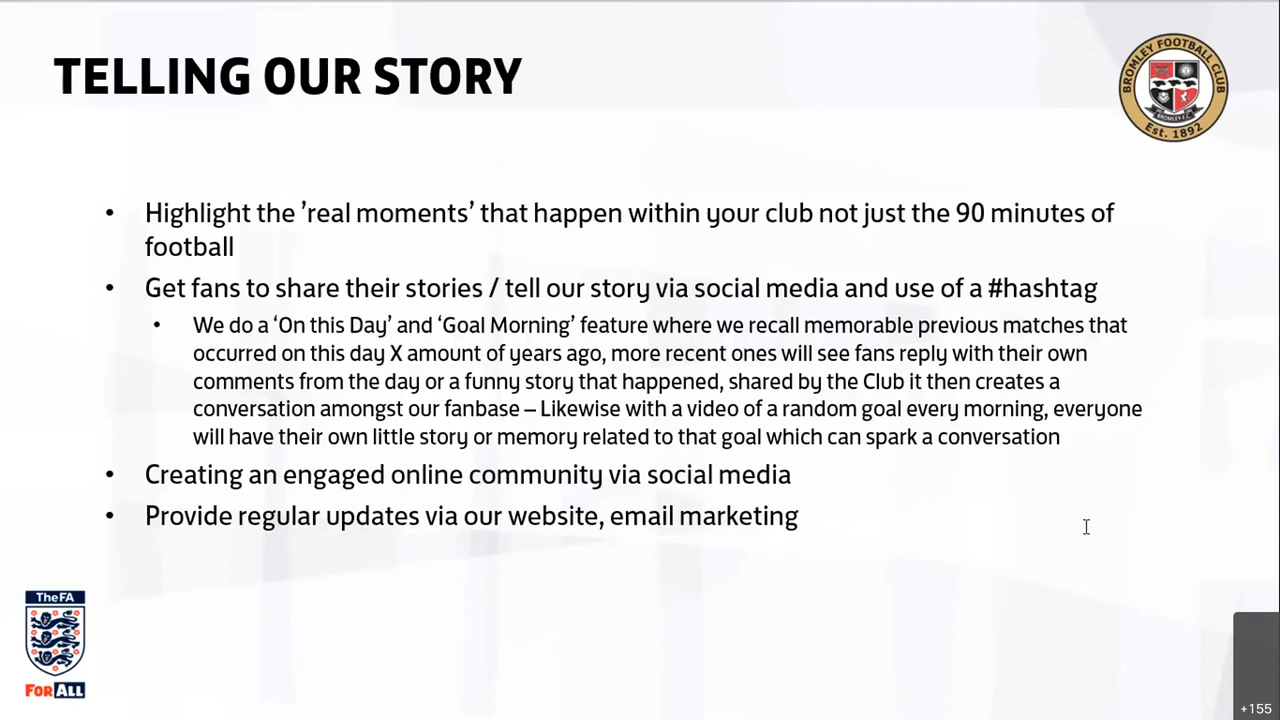 TELLING OUR STORY
BROMLEY FOOTBALL CLUB
BROMLEY-F.C
Est. 1892
• Highlight the ’real moments’ that happen within your club not just the 90 minutes of
football
• Get fans to share their stories / tell our story via social media and use of a #hashtag
• We do a ‘On this Day’ and ‘Goal Morning’ feature where we recall memorable previous matches that
occurred on this day X amount of years ago, more recent ones will see fans reply with their own
comments from the day or a funny story that happened, shared by the Club it then creates a
conversation amongst our fanbase – Likewise with a video of a random goal every morning, everyone
will have their own little story or memory related to that goal which can spark a conversation
• Creating an engaged online community via social media
• Provide regular updates via our website, email marketing
The FA
FOR ALL
+155